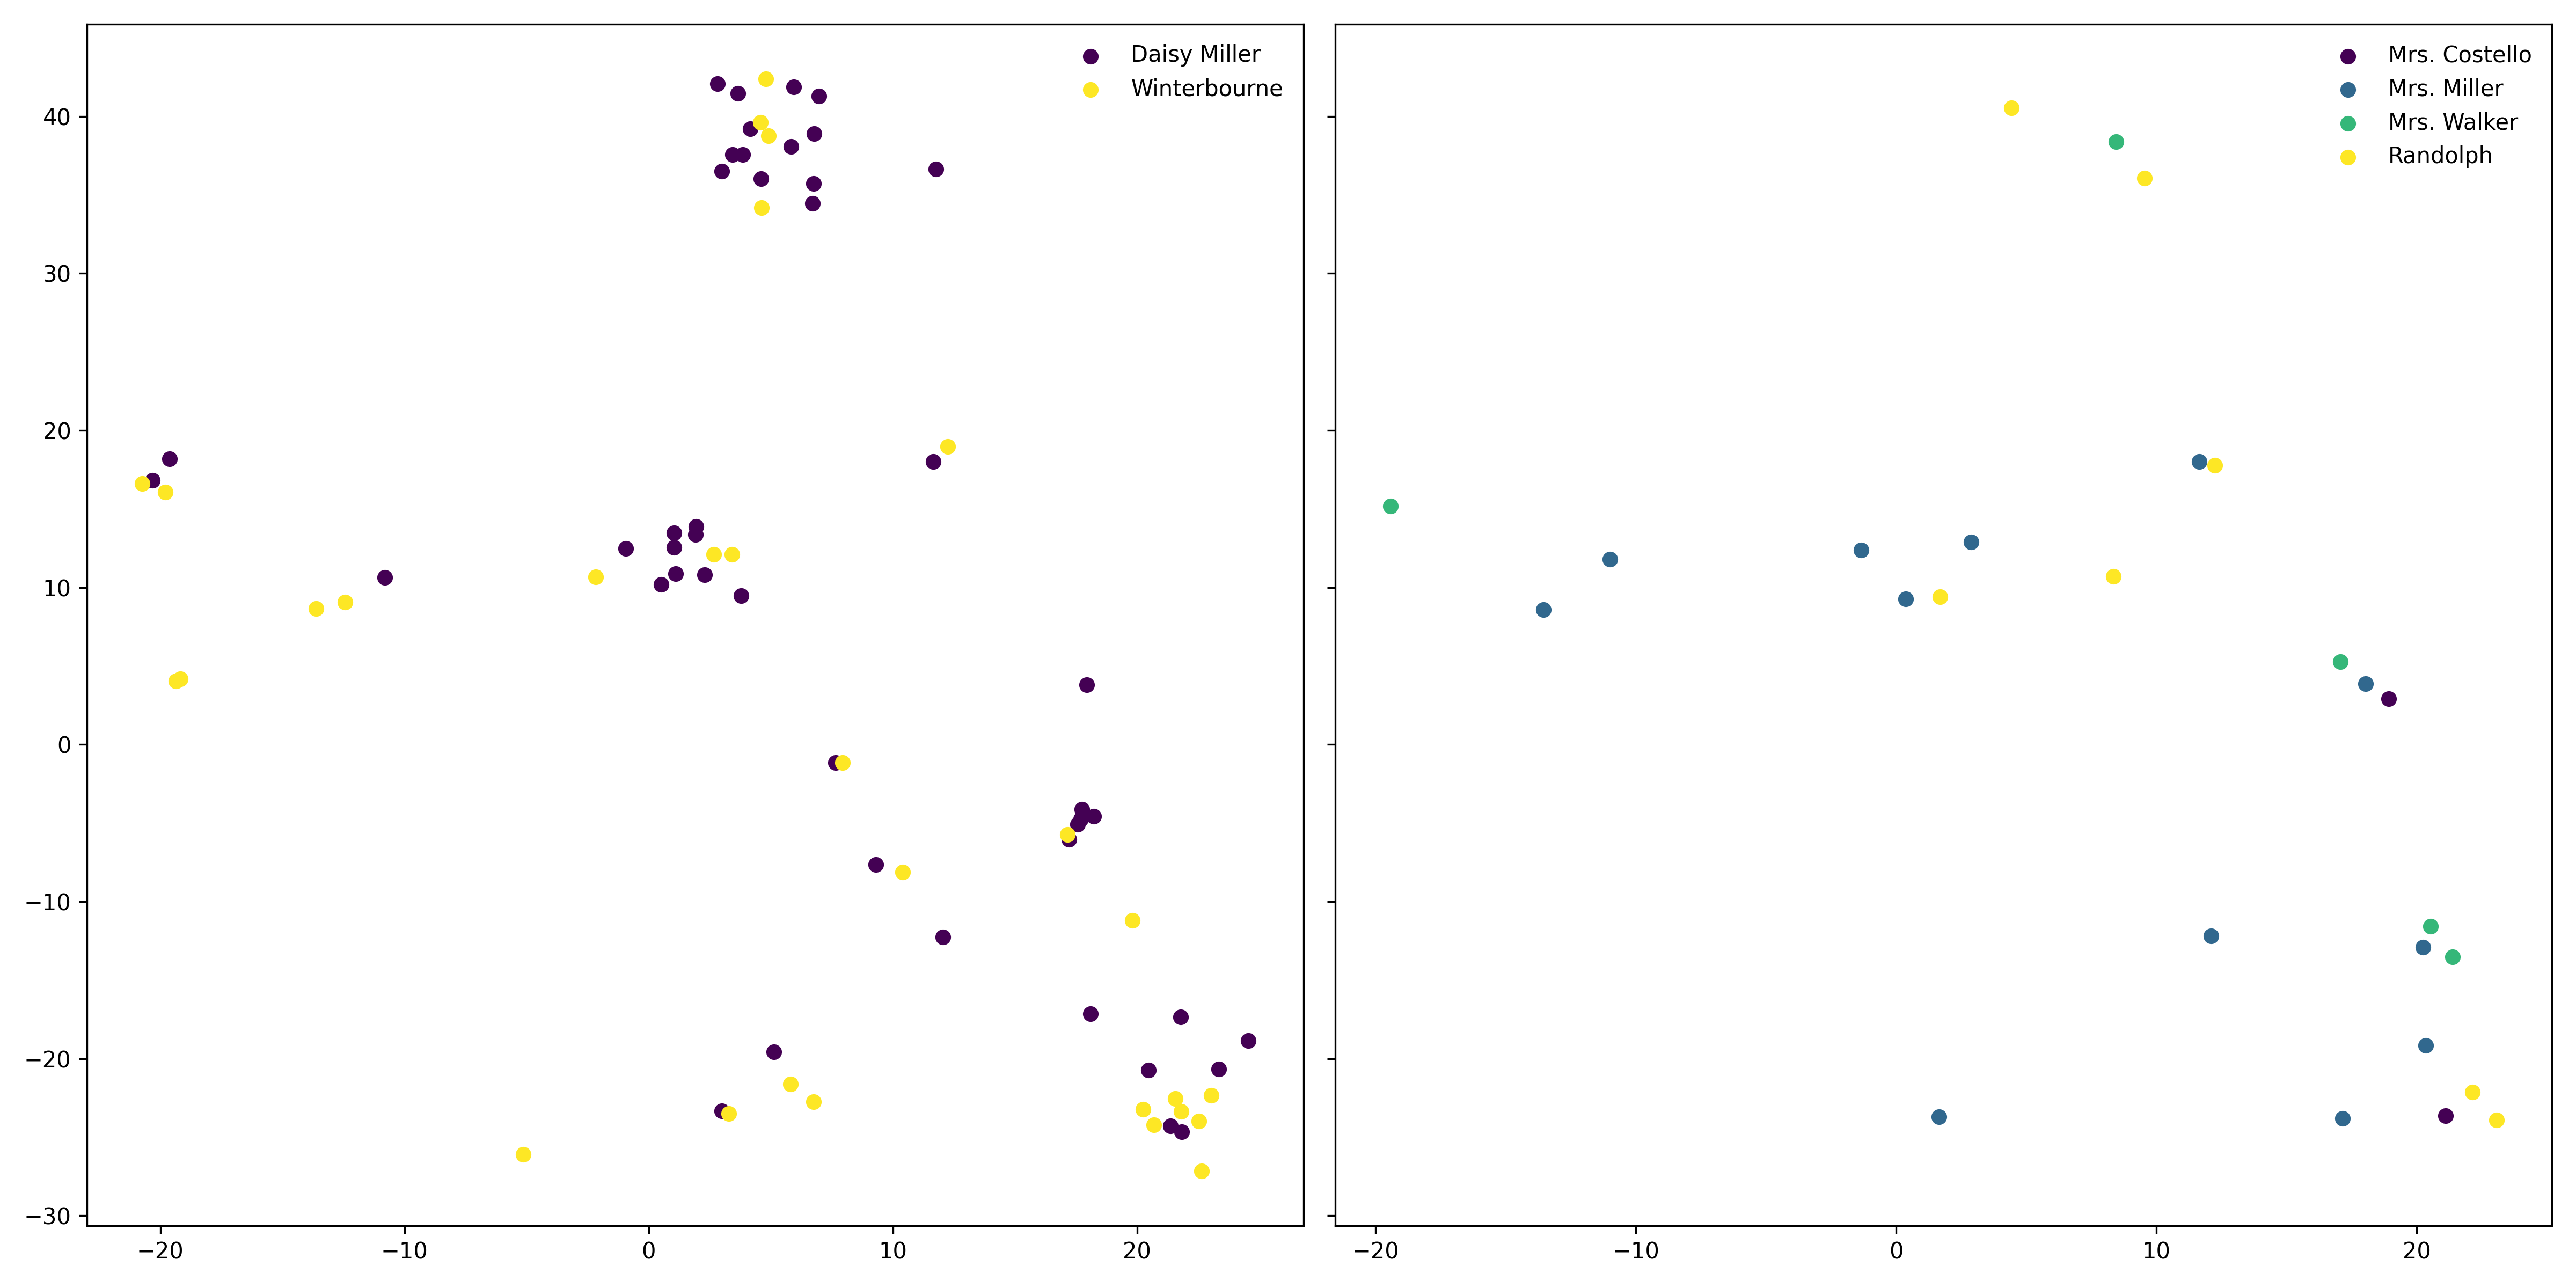 Daisy Miller
Winterbourne
40
30
20
10
0
−10
−20
−30
−20 −10 0 10 20
Mrs. Costello
Mrs. Miller
Mrs. Walker
Randolph
−20 −10 0 10 20